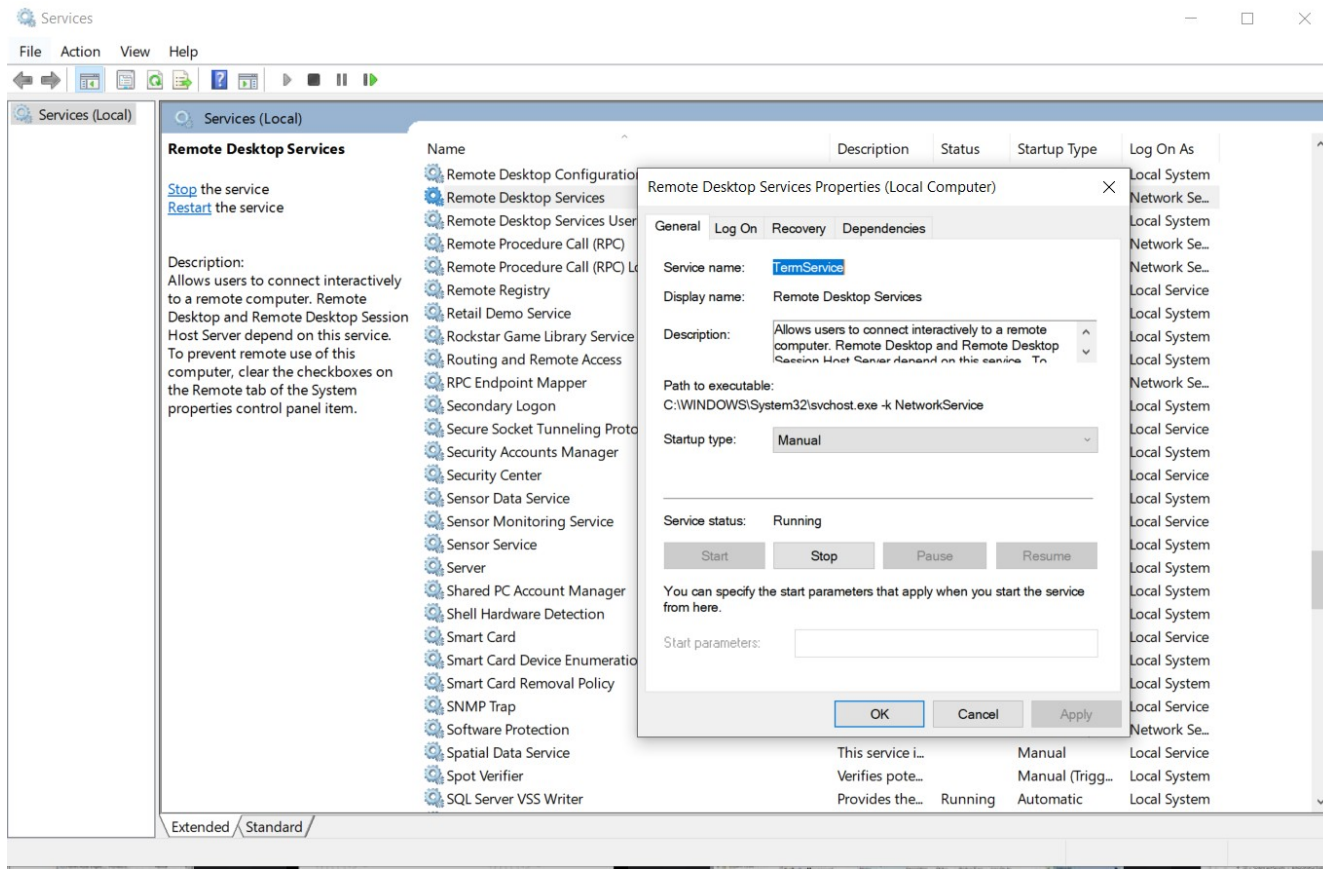 Services
File Action View Help
Services (Local)
Services (Local)
Remote Desktop Services
Stop the service
Restart the service
Description:
Allows users to connect interactively
to a remote computer. Remote
Desktop and Remote Desktop Session
Host Server depend on this service.
To prevent remote use of this
computer, clear the checkboxes on
the Remote tab of the System
properties control panel item.
Name Description Status Startup Type Log On As
Remote Desktop Configuratio Local System
Remote Desktop Services Network Se...
Remote Desktop Services User Local System
Remote Procedure Call (RPC) Network Se...
Remote Procedure Call (RPC) Lo Network Se...
Remote Registry Local Service
Retail Demo Service Local System
Rockstar Game Library Service Local System
Routing and Remote Access Local System
RPC Endpoint Mapper Network Se...
Secondary Logon Local System
Secure Socket Tunneling Proto Local Service
Security Accounts Manager Local System
Security Center Local Service
Sensor Data Service Local System
Sensor Monitoring Service Local Service
Sensor Service Local System
Server Local System
Shared PC Account Manager Local System
Shell Hardware Detection Local System
Smart Card Local Service
Smart Card Device Enumeratio Local System
Smart Card Removal Policy Local System
SNMP Trap Local Service
Software Protection Network Se...
Spatial Data Service This service i... Manual Local Service
Spot Verifier Verifies pote... Manual (Trigg... Local System
SQL Server VSS Writer Provides the... Running Automatic Local System
Remote Desktop Services Properties (Local Computer)
General Log On Recovery Dependencies
Service name: TermService
Display name: Remote Desktop Services
Description: Allows users to connect interactively to a remote
computer. Remote Desktop and Remote Desktop
Session Host Server depend on this service. To
Path to executable:
C:\WINDOWS\System32\svchost.exe -k NetworkService
Startup type: Manual
Service status: Running
Start Stop Pause Resume
You can specify the start parameters that apply when you start the service
from here.
Start parameters:
OK Cancel Apply
Extended Standard